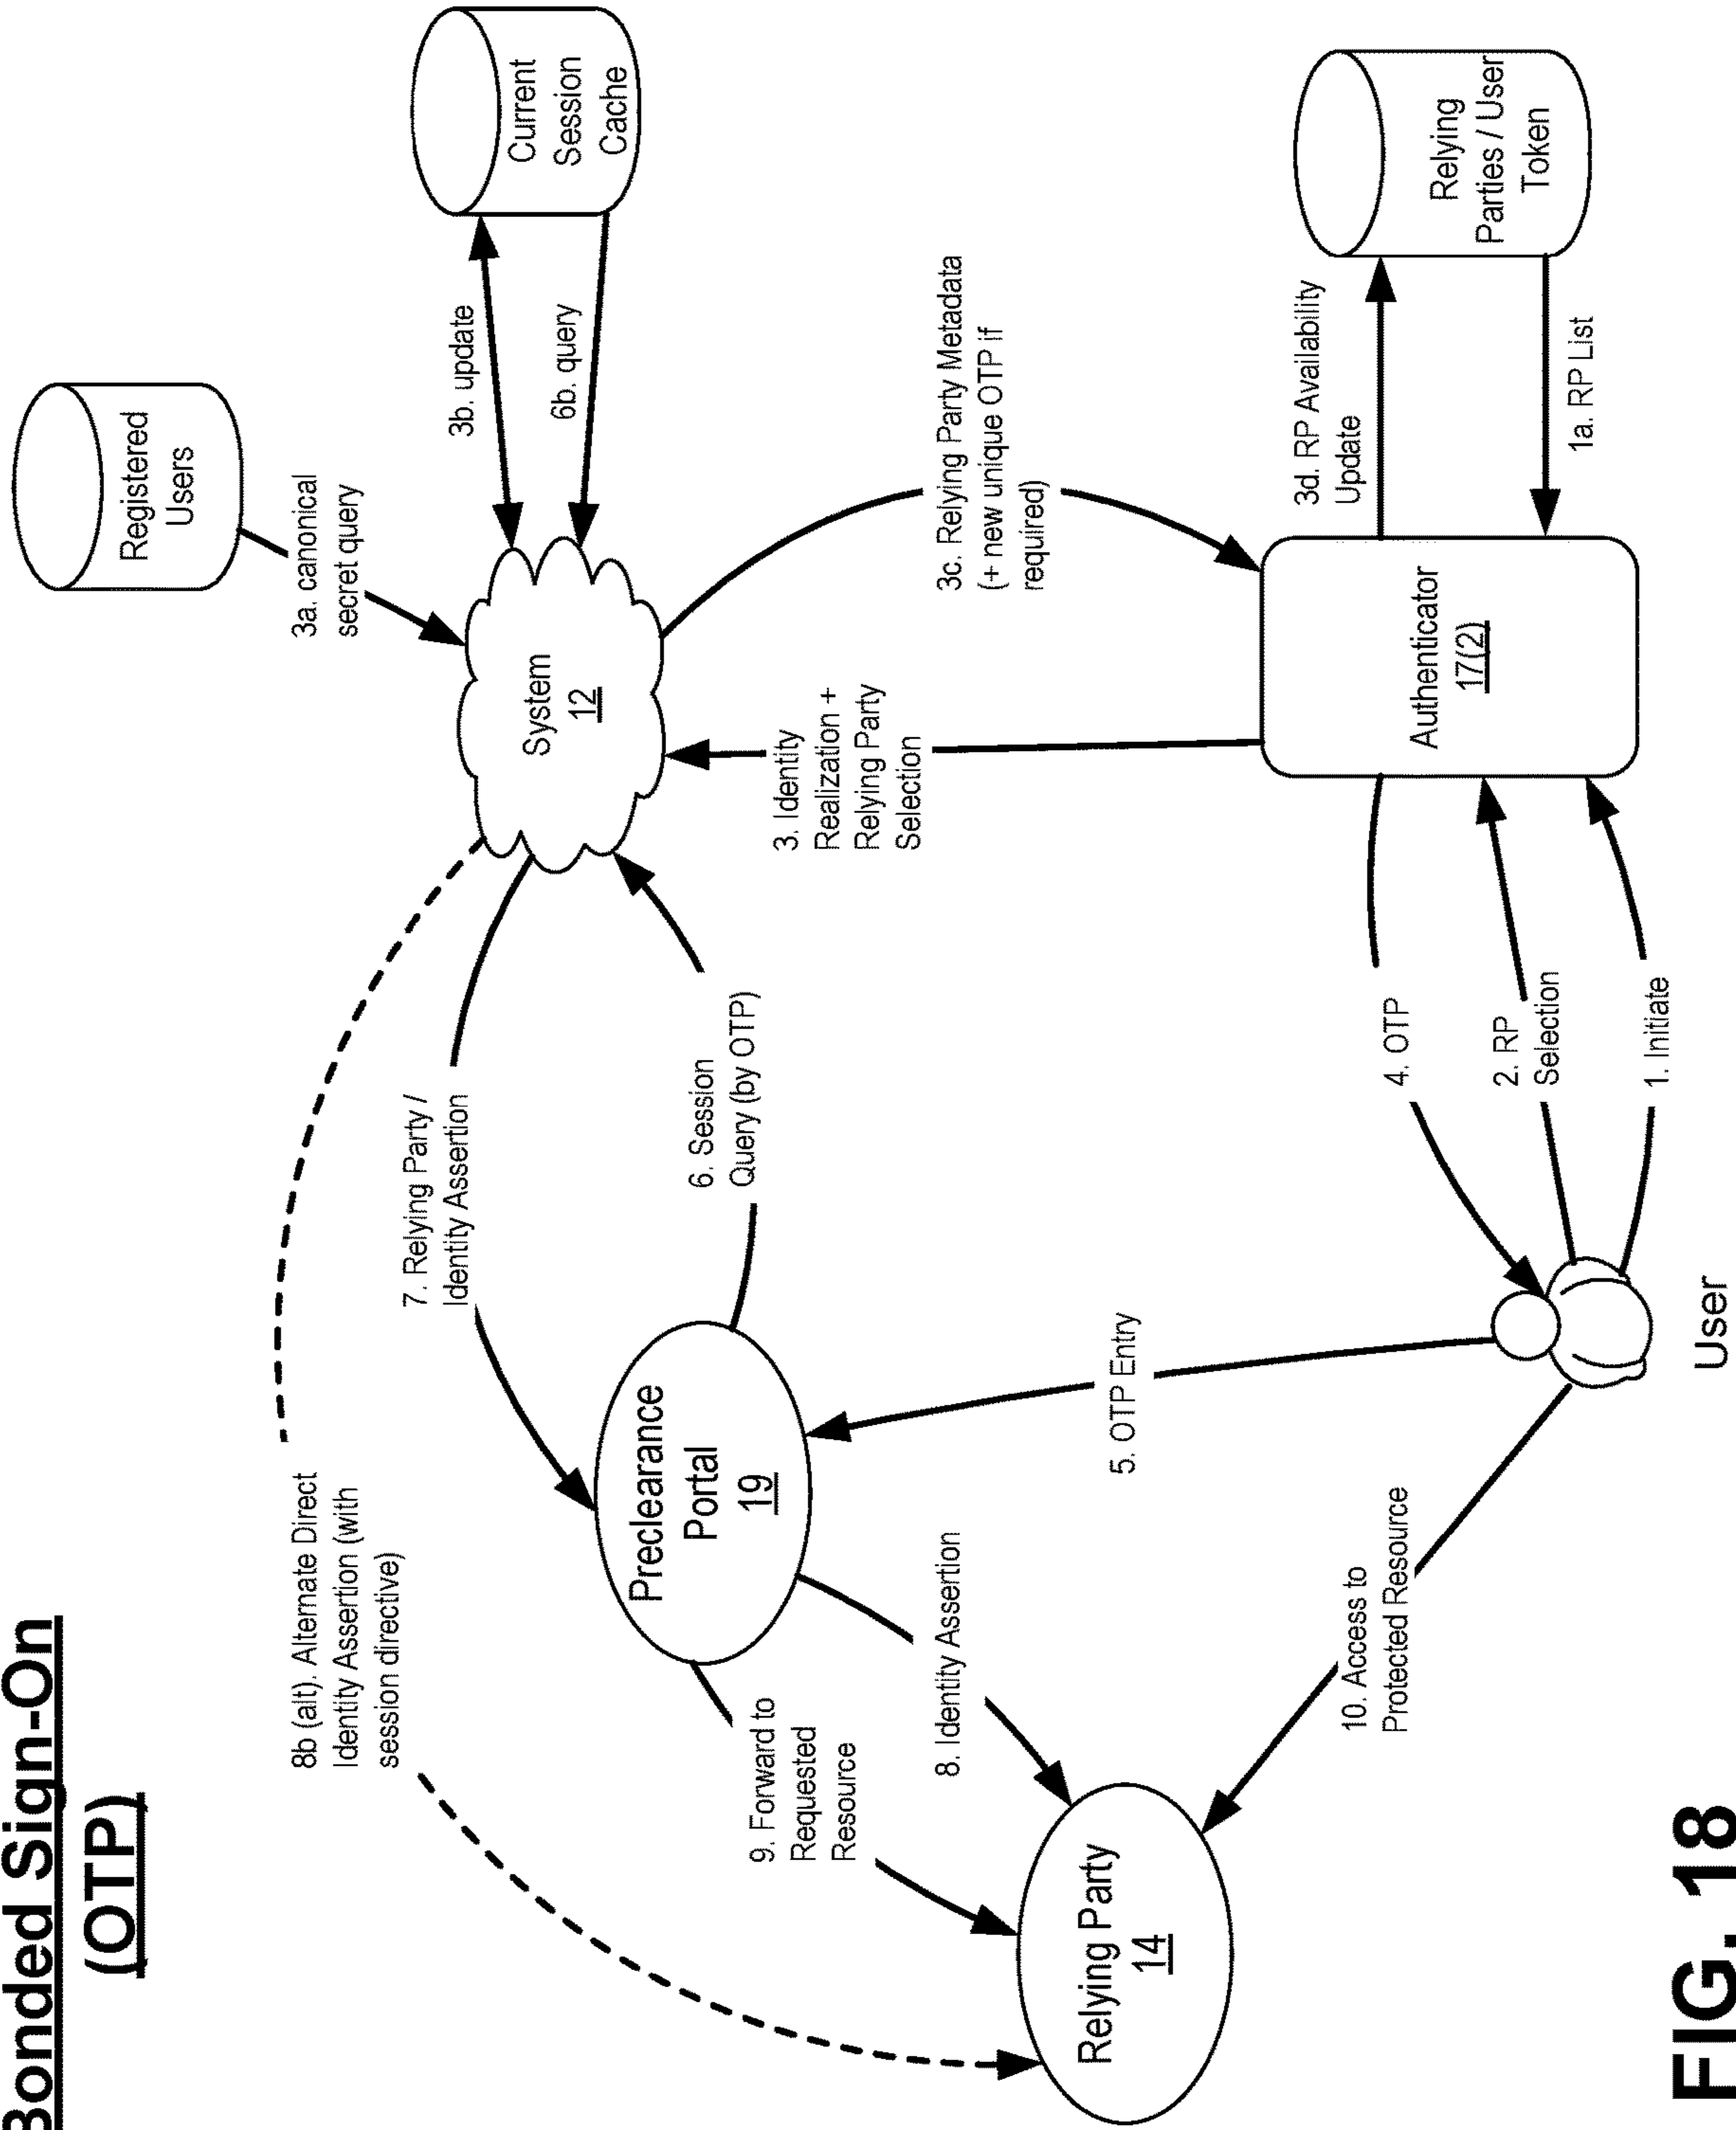 Bonded Sign-On
(OTP)
Registered
Users
3a. canonical
secret query
Current
Session
Cache
3b. update
6b. query
System
12
8b (alt). Alternate Direct
Identity Assertion (with
session directive)
7. Relying Party /
Identity Assertion
6. Session
Query (by OTP)
3. Identity
Realization +
Relying Party
Selection
3c. Relying Party Metadata
(+ new unique OTP if
required)
Preclearance
Portal
19
9. Forward to
Requested
Resource
8. Identity Assertion
5. OTP Entry
Relying Party
14
10. Access to
Protected Resource
4. OTP
2. RP
Selection
1. Initiate
User
Authenticator
17(2)
3d. RP Availability
Update
1a. RP List
Relying
Parties / User
Token
FIG. 18